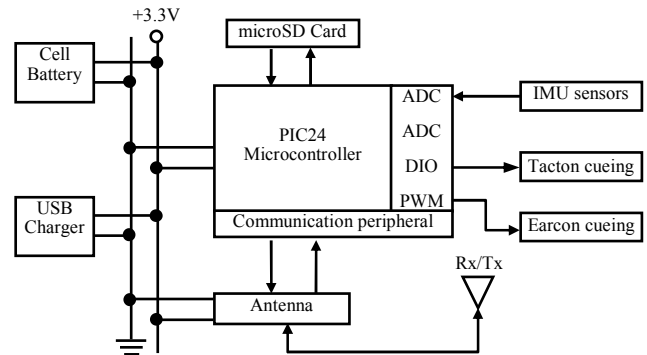 +3.3V
microSD Card
Cell
Battery
ADC
IMU sensors
PIC24
Microcontroller
ADC
DIO
Tacton cueing
USB
Charger
PWM
Communication peripheral
Earcon cueing
Rx/Tx
Antenna